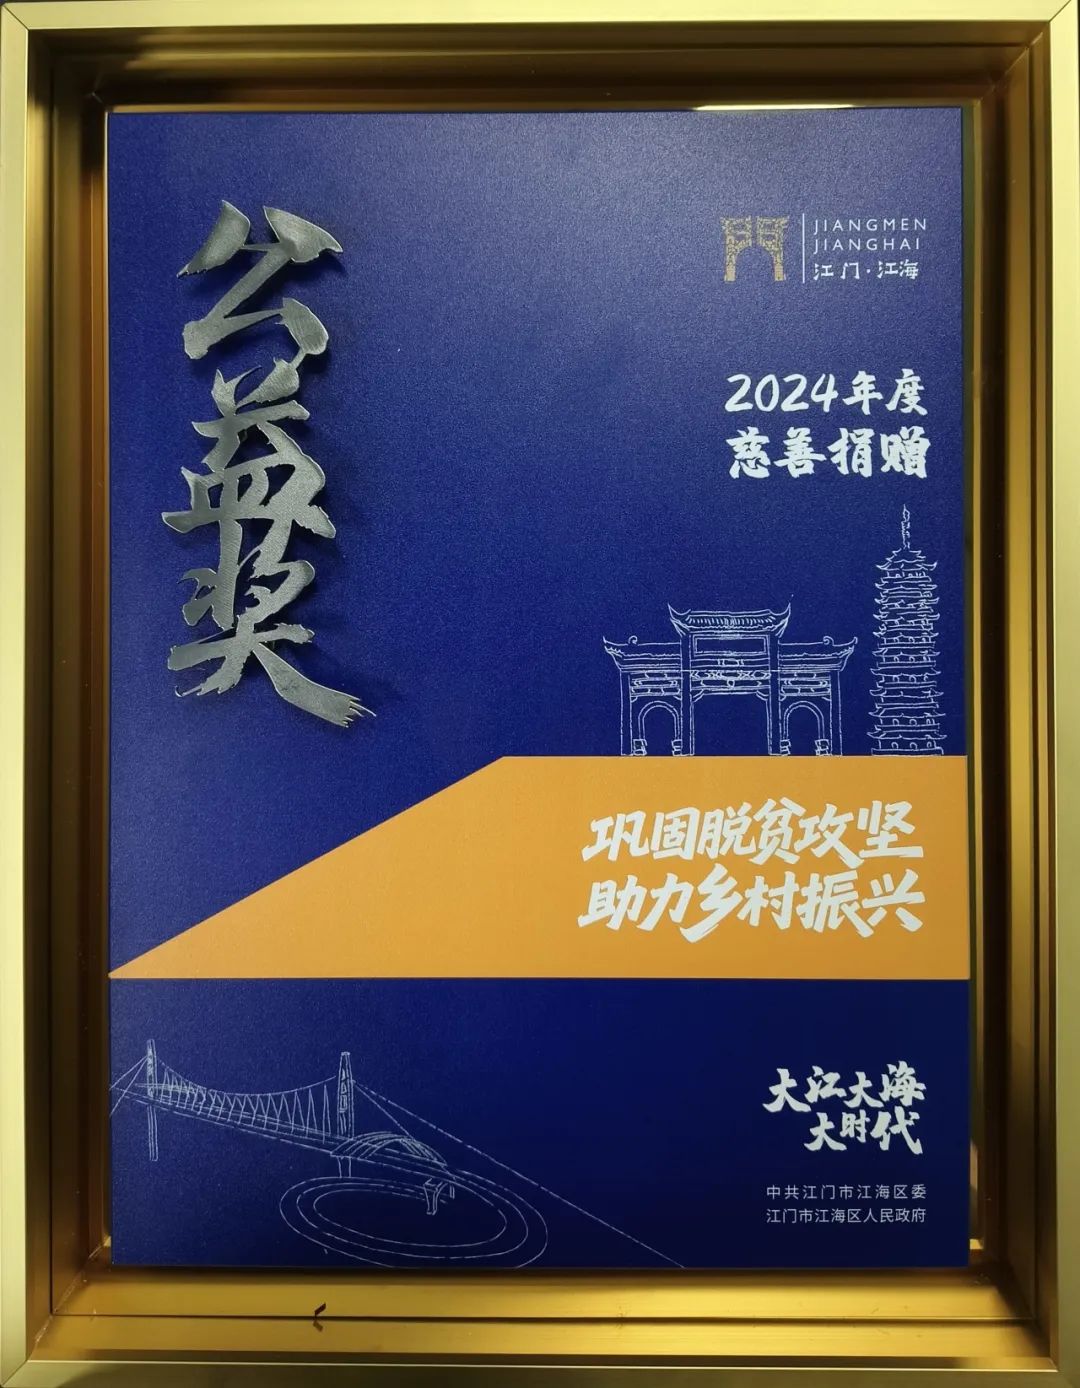 公益奖
JIANGMEN
JIANGHAI
江门·江海
2024年度
慈善捐赠
巩固脱贫攻坚
助力乡村振兴
大江大海
大时代
中共江门市江海区委
江门市江海区人民政府